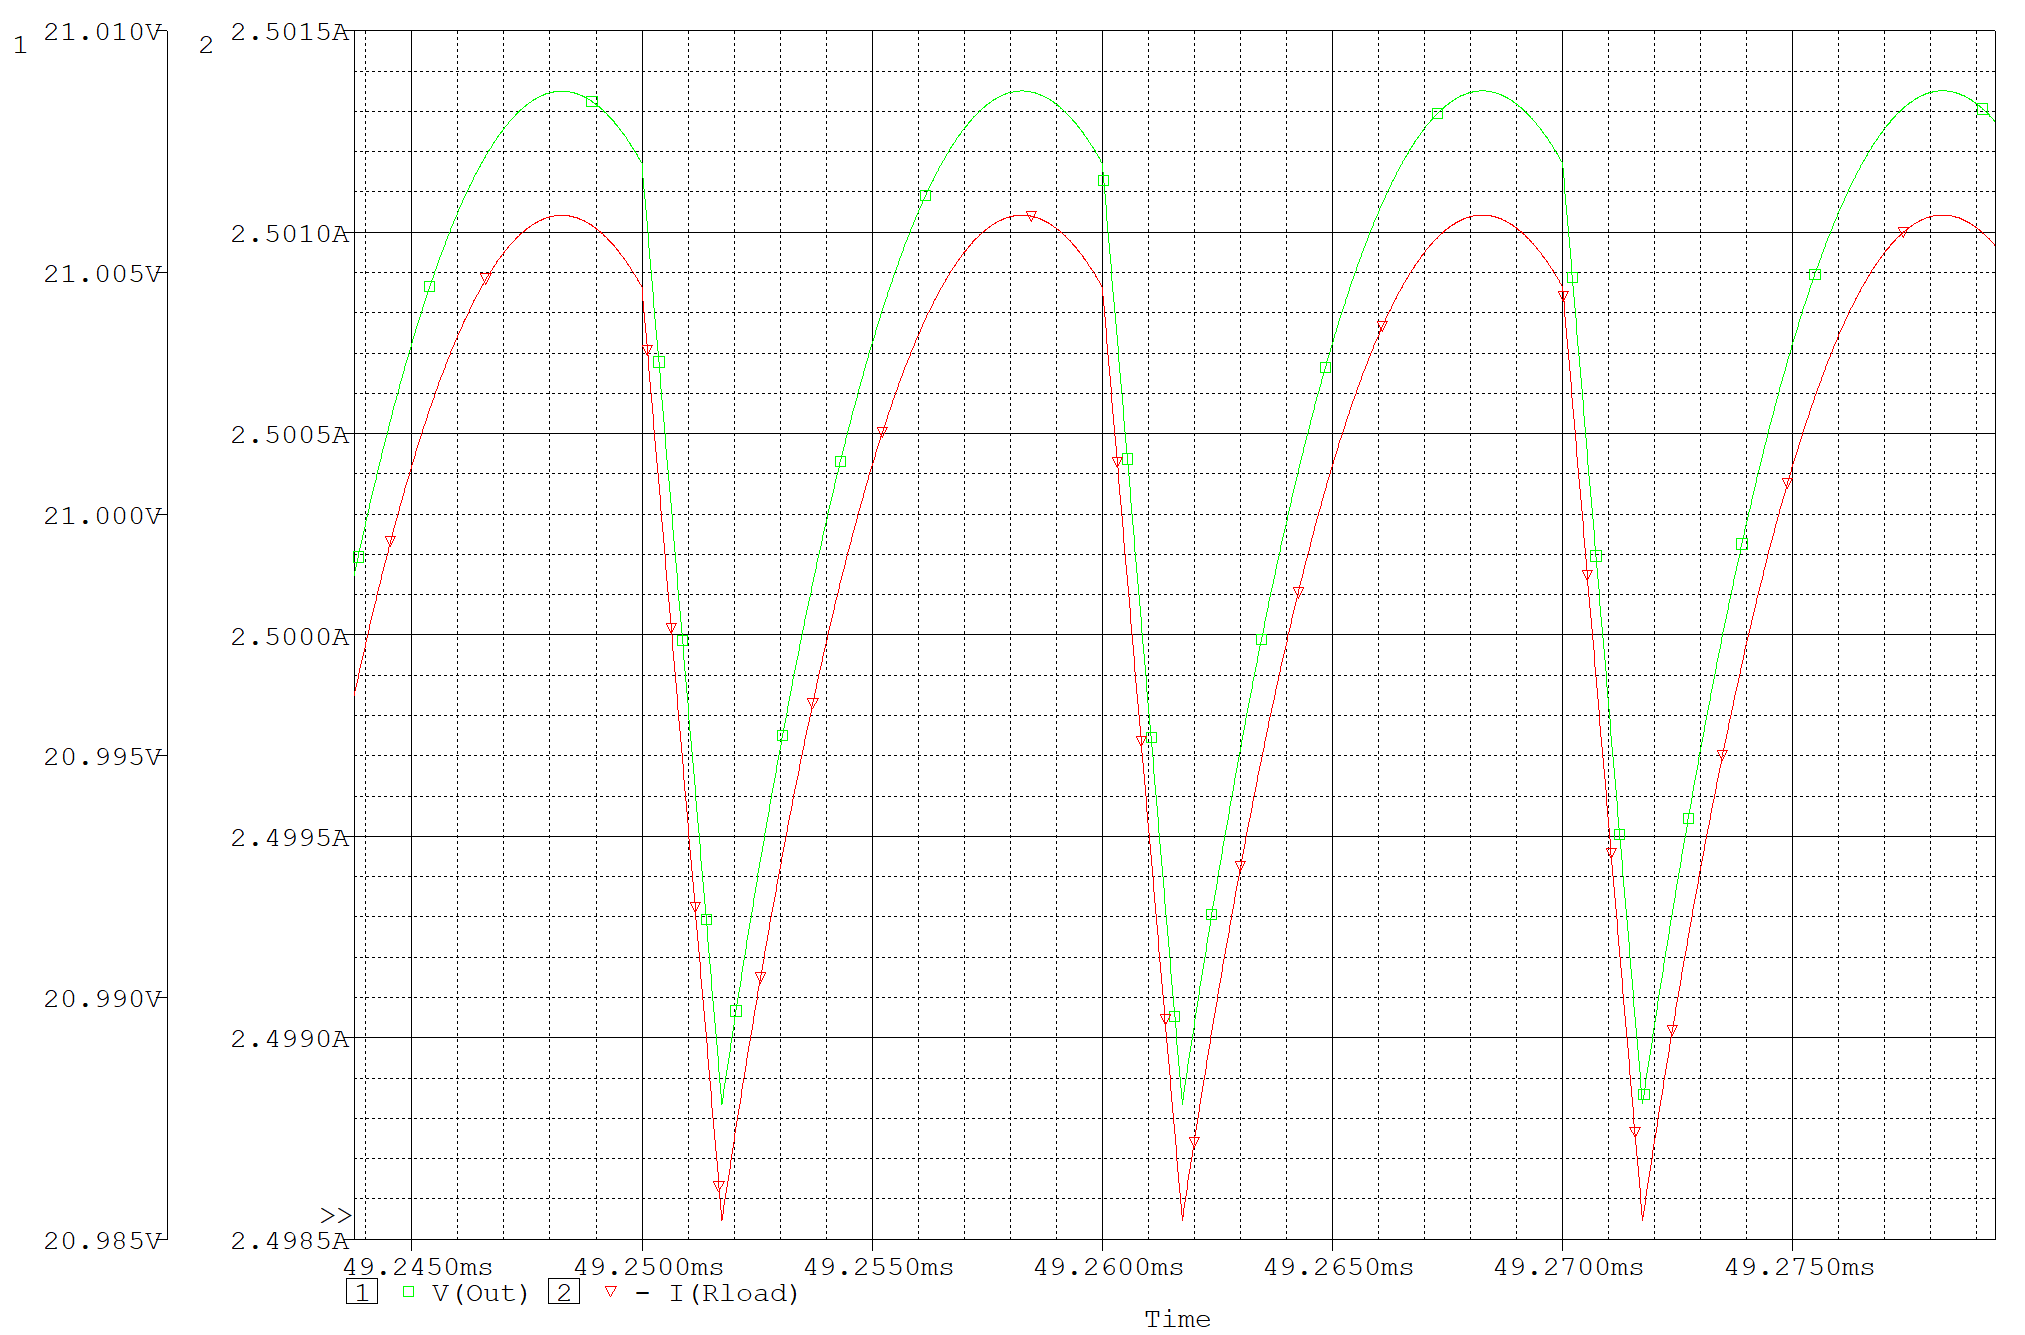 1 21.010V 2 2.5015A
2.5010A
21.005V
2.5005A
21.000V
2.5000A
20.995V
2.4995A
20.990V
2.4990A
>>
20.985V 2.4985A
49.2450ms 49.2500ms 49.2550ms 49.2600ms 49.2650ms 49.2700ms 49.2750ms
1 V(Out) 2 - I(Rload)
Time